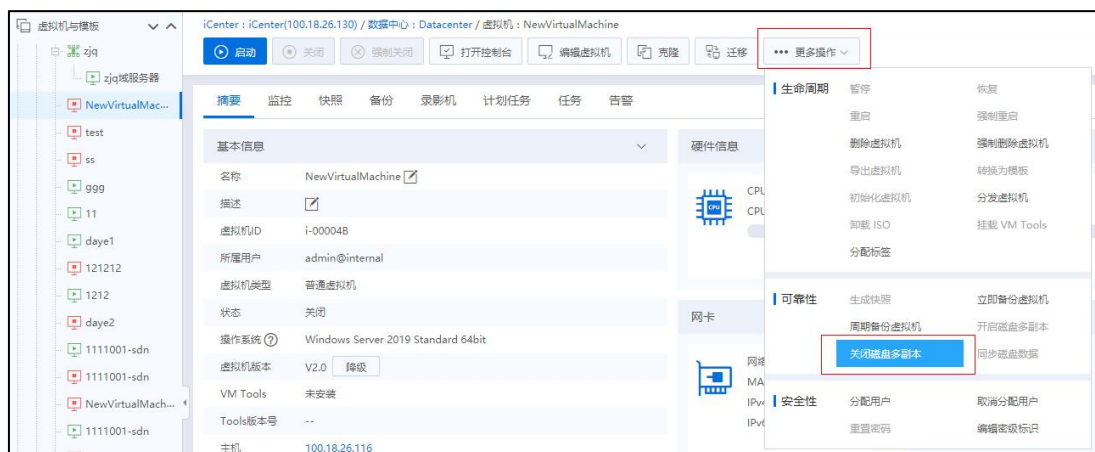 虚拟机与模板
zjq
zjq域服务器
NewVirtualMac...
test
ss
ggg
11
daye1
121212
1212
daye2
1111001-sdn
1111001-sdn
NewVirtualMach...
1111001-sdn
iCenter : iCenter(100.18.26.130) / 数据中心 : Datacenter / 虚拟机 : NewVirtualMachine
启动 关闭 强制关闭 打开控制台 编辑虚拟机 克隆 迁移 ••• 更多操作
摘要 监控 快照 备份 录影机 计划任务 任务 告警
基本信息
名称 NewVirtualMachine
描述
虚拟机ID i-00004B
所属用户 admin@internal
虚拟机类型 普通虚拟机
状态 关闭
操作系统 ? Windows Server 2019 Standard 64bit
虚拟机版本 V2.0 降级
VM Tools 未安装
Tools版本号 --
主机 100.18.26.116
硬件信息
CPU
CPU
CPU
网卡
网络
MA
IPv4
IPv6
生命周期 暂停 恢复
重启 强制重启
删除虚拟机 强制删除虚拟机
导出虚拟机 转换为模板
初始化虚拟机 分发虚拟机
卸载 ISO 挂载 VM Tools
分配标签
可靠性 生成快照 立即备份虚拟机
周期备份虚拟机 开启磁盘多副本
关闭磁盘多副本 同步磁盘数据
安全性 分配用户 取消分配用户
重置密码 编辑密级标识